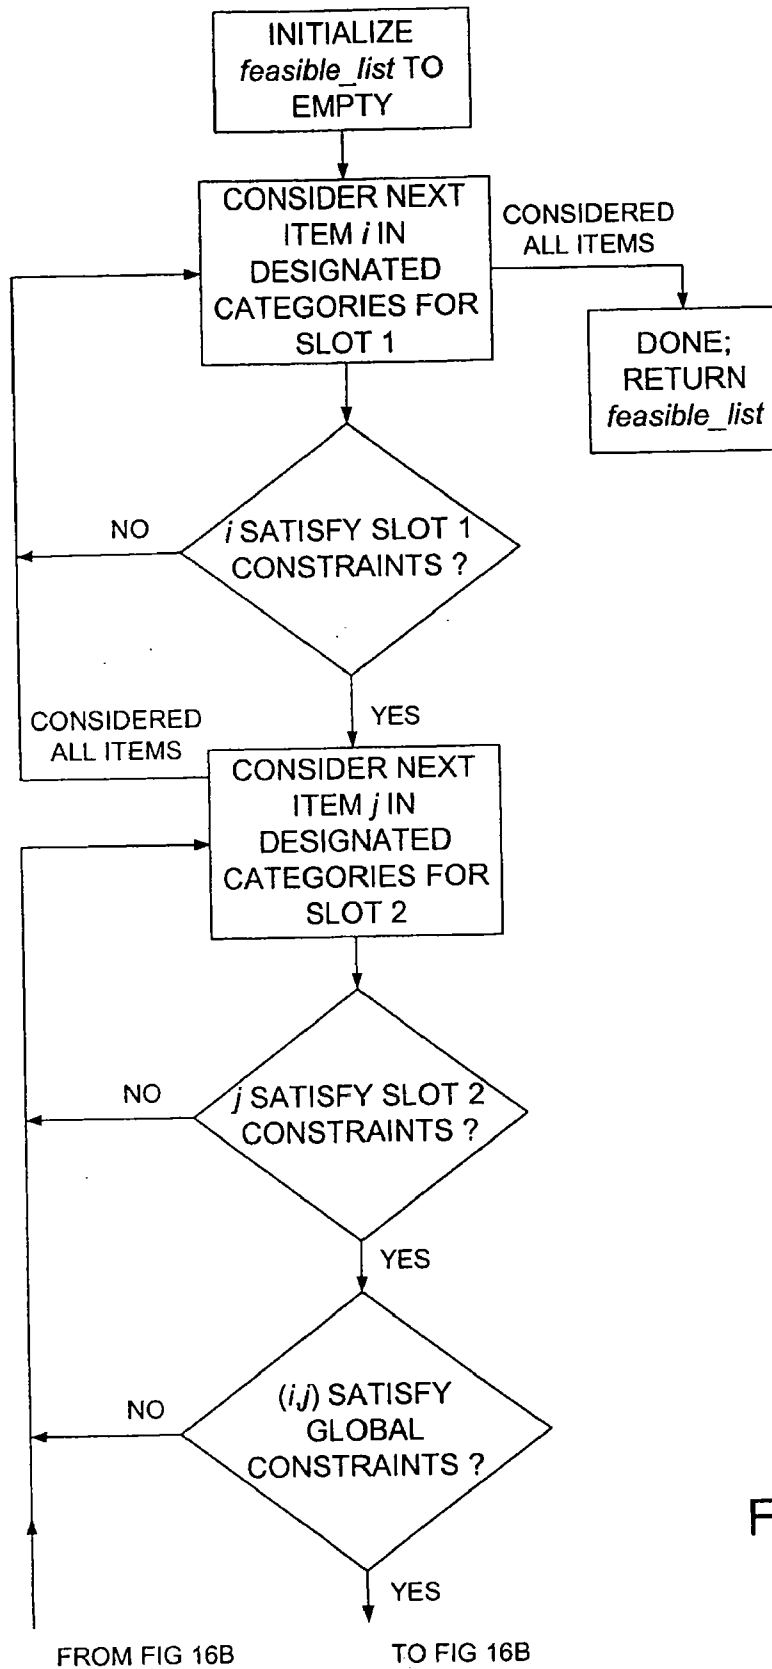 INITIALIZE
feasible_list TO
EMPTY
CONSIDER NEXT
ITEM i IN
DESIGNATED
CATEGORIES FOR
SLOT 1
CONSIDERED
ALL ITEMS
DONE;
RETURN
feasible_list
NO
i SATISFY SLOT 1
CONSTRAINTS ?
YES
CONSIDERED
ALL ITEMS
CONSIDER NEXT
ITEM j IN
DESIGNATED
CATEGORIES FOR
SLOT 2
NO
j SATISFY SLOT 2
CONSTRAINTS ?
YES
NO
(i,j) SATISFY
GLOBAL
CONSTRAINTS ?
YES
FROM FIG 16B
TO FIG 16B